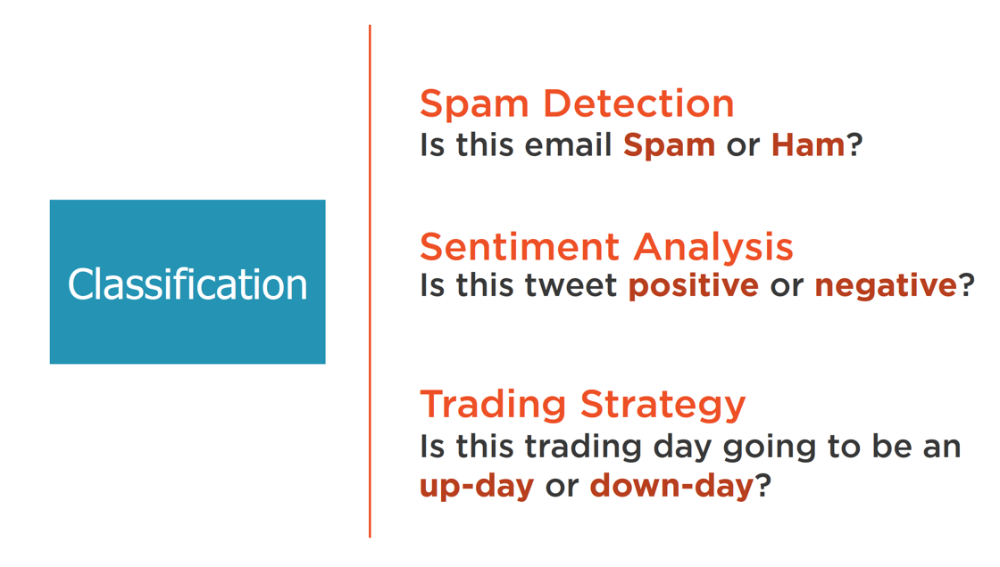 Classification
Spam Detection
Is this email Spam or Ham?
Sentiment Analysis
Is this tweet positive or negative?
Trading Strategy
Is this trading day going to be an
up-day or down-day?